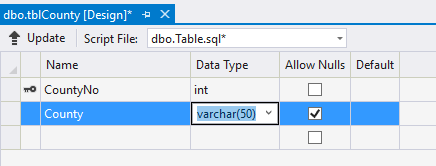 dbo.tblCounty [Design]*
Update Script File: dbo.Table.sql*
Name Data Type Allow Nulls Default
CountyNo int
County varchar(50)